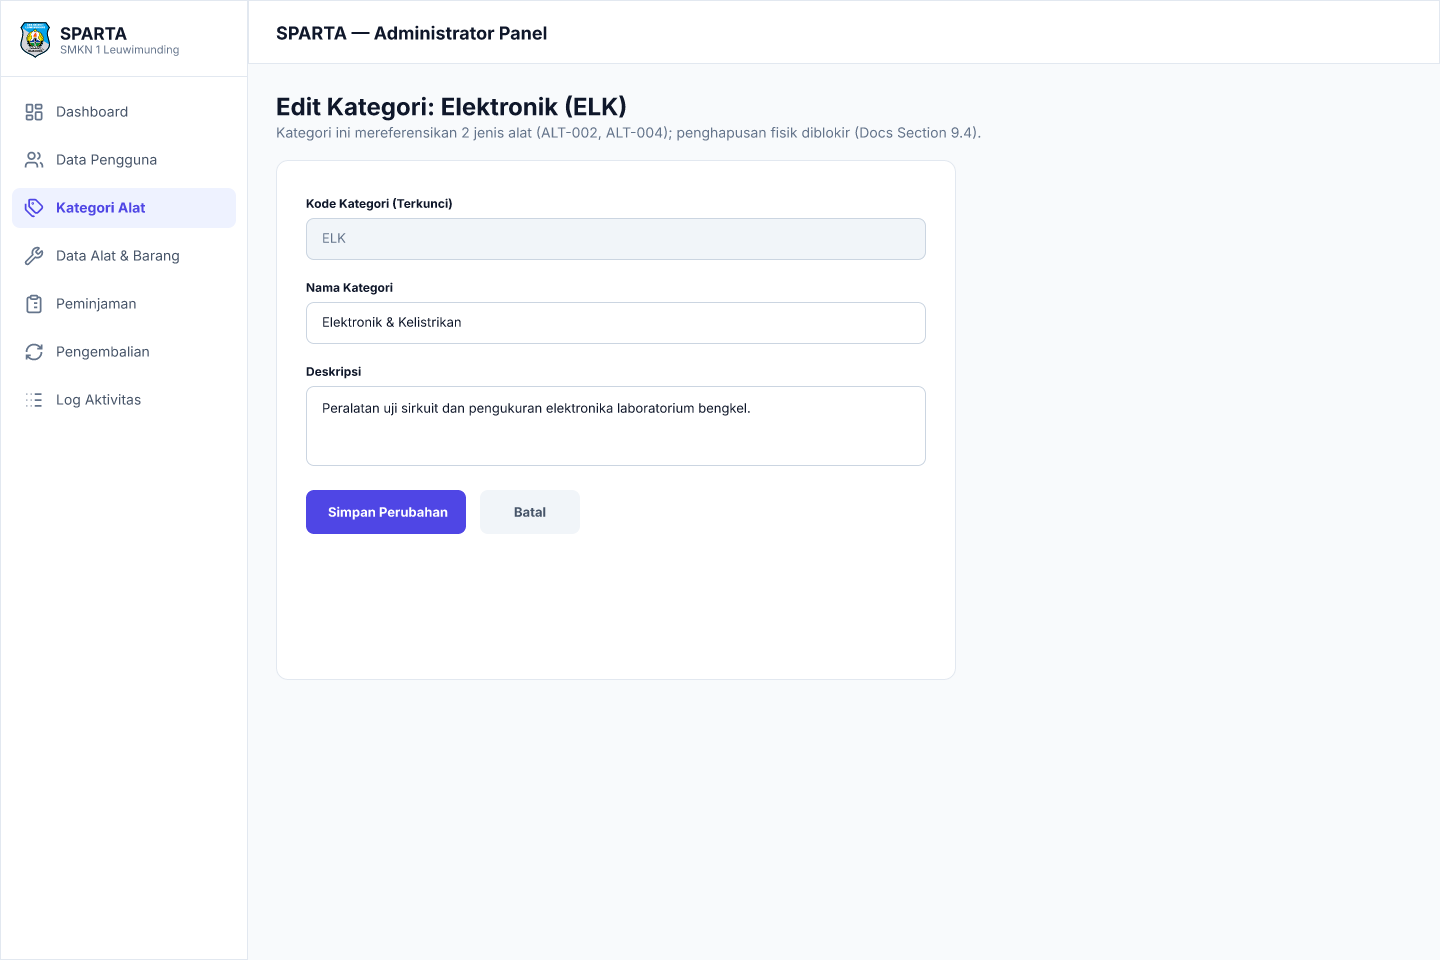 SPARTA
SMKN 1 Leuwimunding
SPARTA — Administrator Panel
Dashboard
Data Pengguna
Kategori Alat
Data Alat & Barang
Peminjaman
Pengembalian
Log Aktivitas
Edit Kategori: Elektronik (ELK)
Kategori ini mereferensikan 2 jenis alat (ALT-002, ALT-004); penghapusan fisik diblokir (Docs Section 9.4).
Kode Kategori (Terkunci)
ELK
Nama Kategori
Elektronik & Kelistrikan
Deskripsi
Peralatan uji sirkuit dan pengukuran elektronika laboratorium bengkel.
Simpan Perubahan
Batal